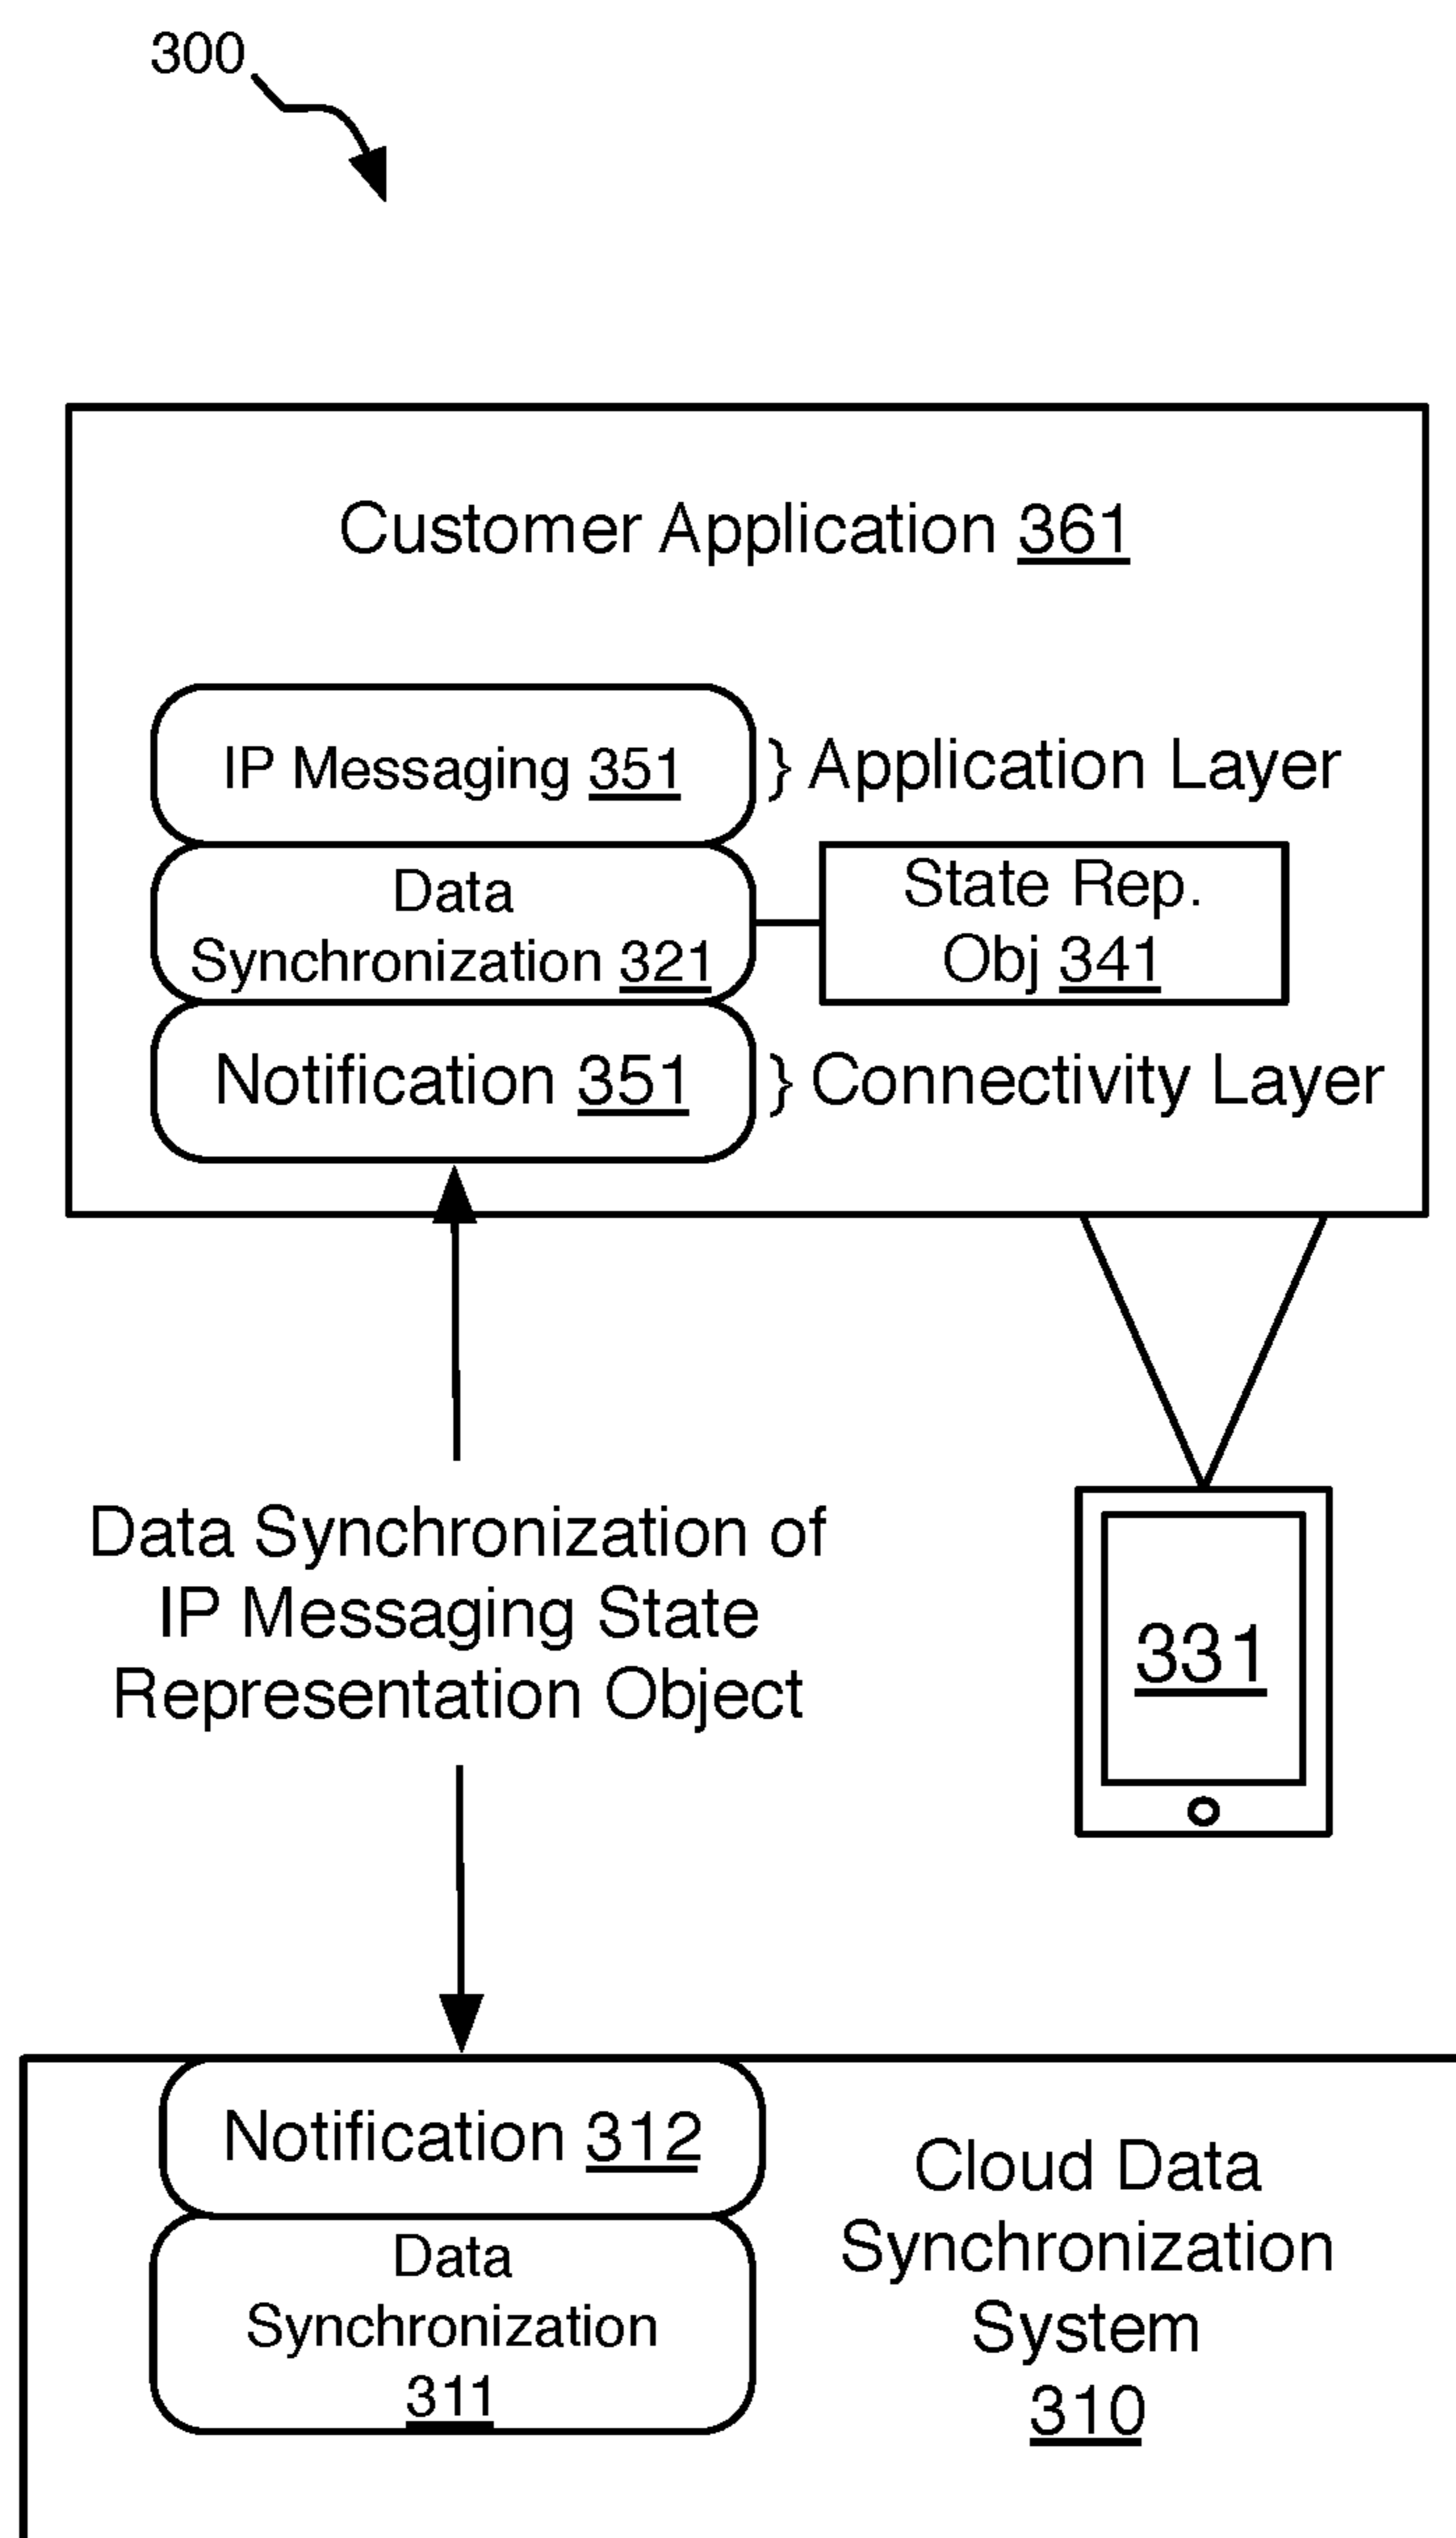 300
Customer Application 361
IP Messaging 351
} Application Layer
Data
Synchronization 321
State Rep.
Obj 341
Notification 351
} Connectivity Layer
Data Synchronization of
IP Messaging State
Representation Object
331
Notification 312
Data
Synchronization
311
Cloud Data
Synchronization
System
310